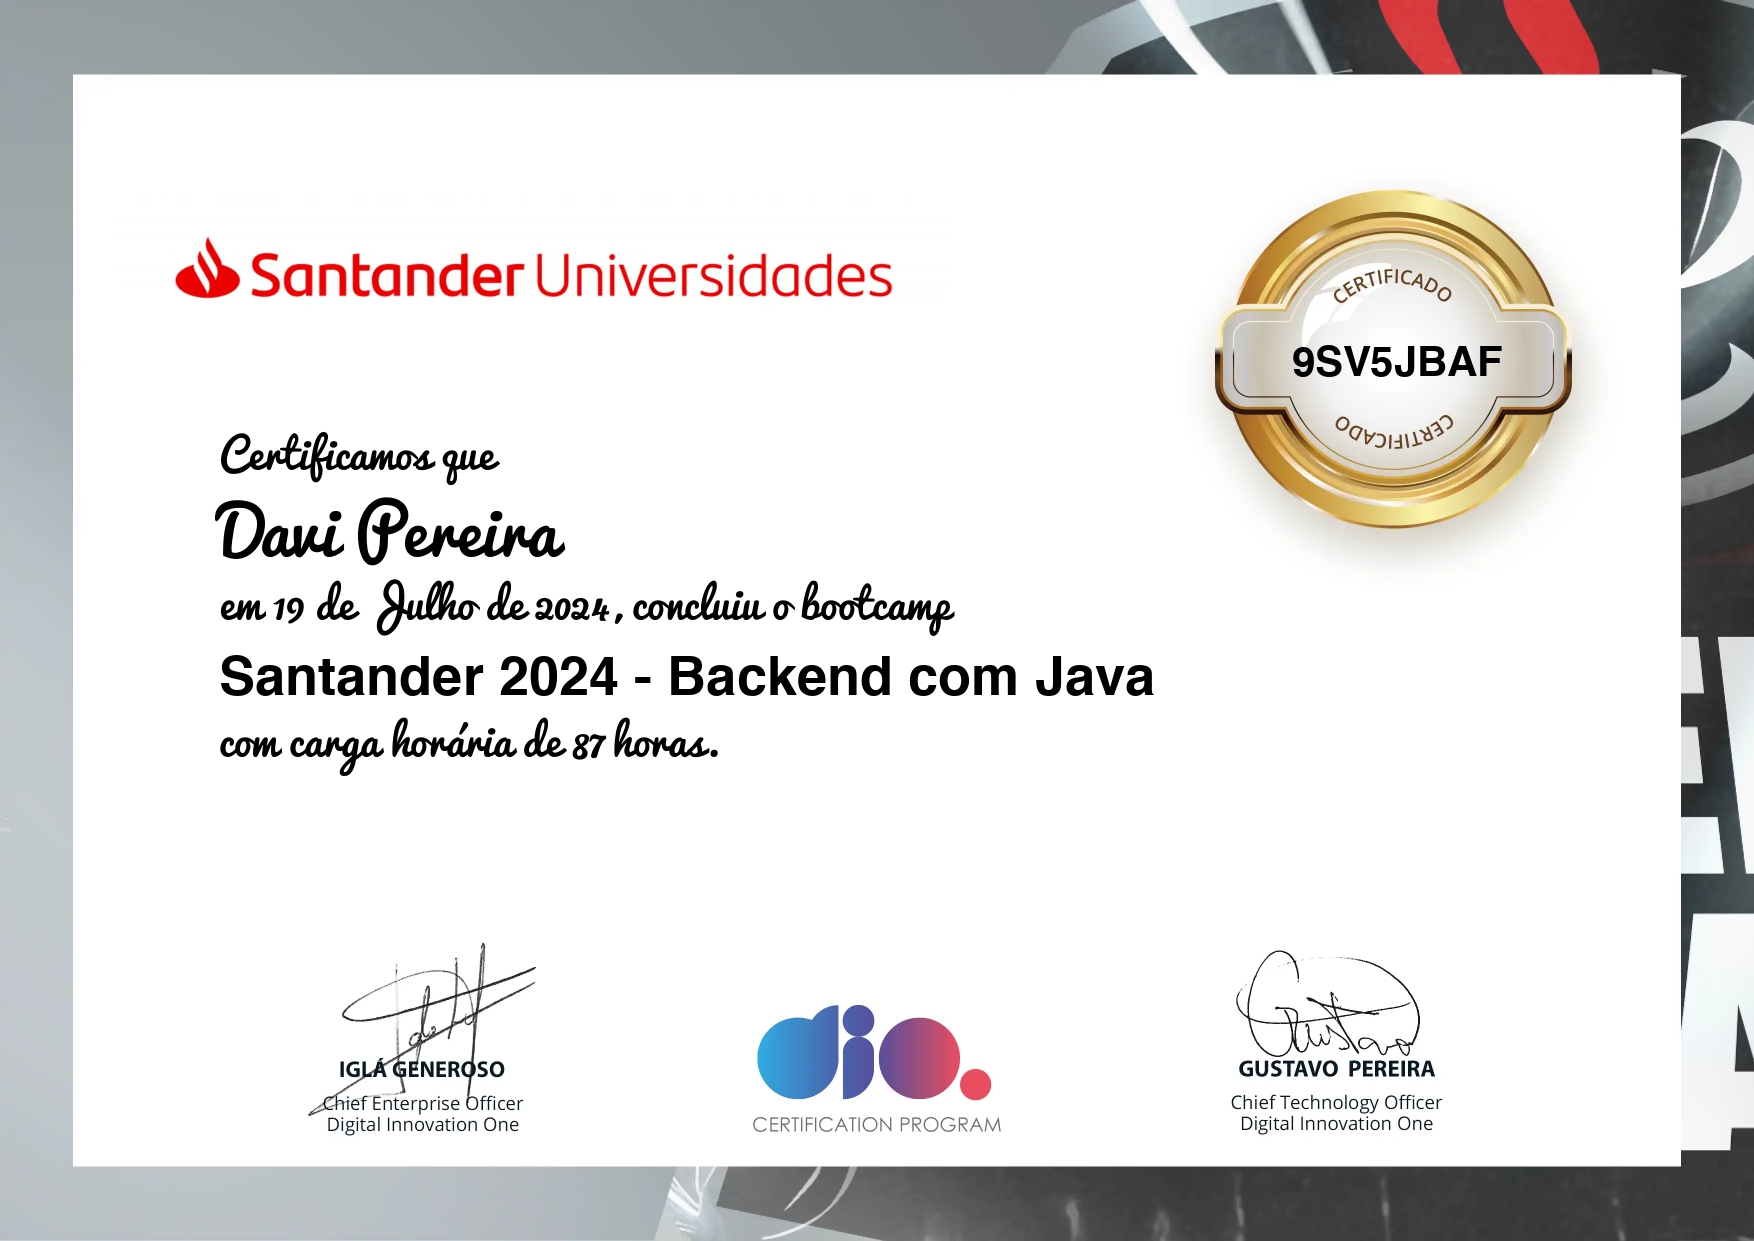 Santander Universidades
CERTIFICADO
9SV5JBAF
CERTIFICADO
Certificamos que
Davi Pereira
em 19 de Julho de 2024, concluiu o bootcamp
Santander 2024 - Backend com Java
com carga horária de 87 horas.
IGLÁ GENEROSO
Chief Enterprise Officer
Digital Innovation One
dio.
CERTIFICATION PROGRAM
Gustavo
GUSTAVO PEREIRA
Chief Technology Officer
Digital Innovation One